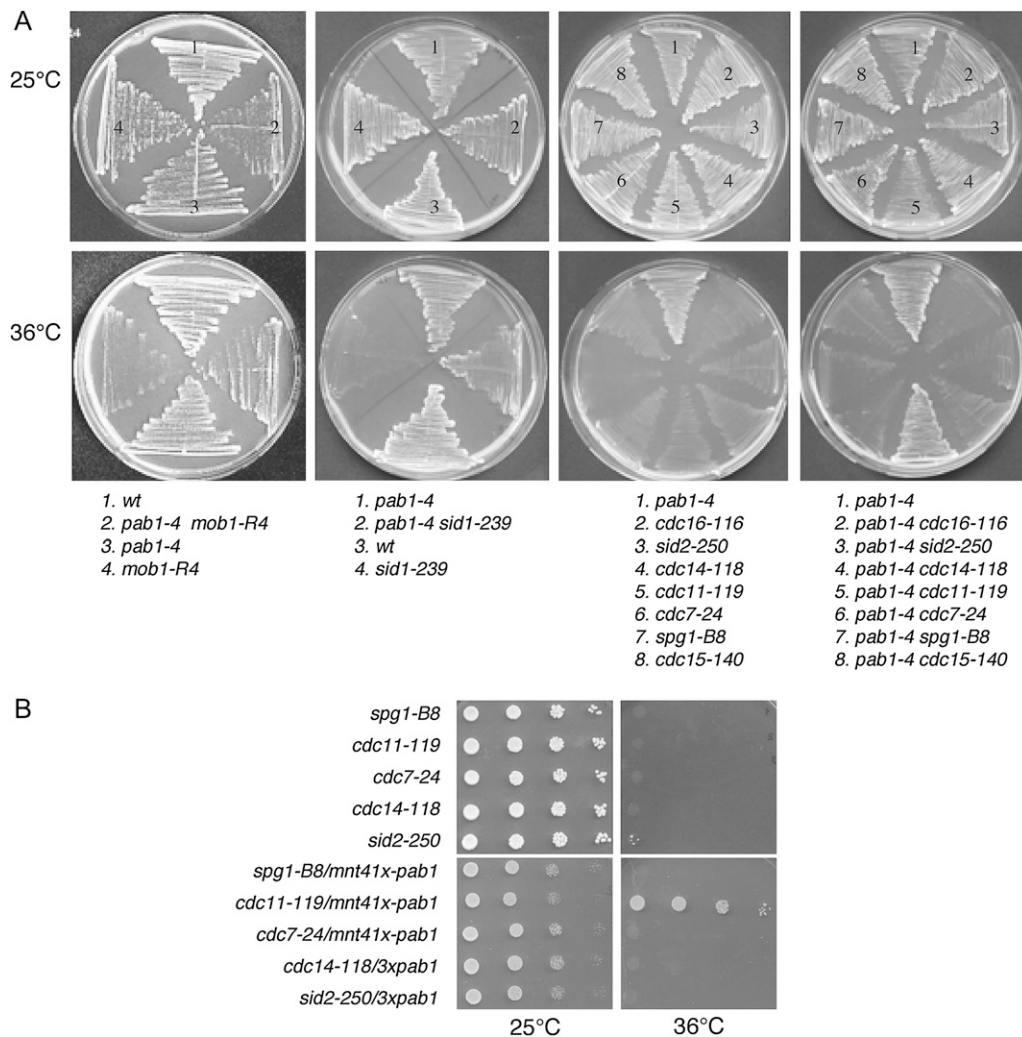 A
24
25°C
1
2
3
4
1
2
3
4
1
2
3
4
5
6
7
8
1
2
3
4
5
6
7
8
36°C
1. wt
2. pab1-4 mob1-R4
3. pab1-4
4. mob1-R4
1. pab1-4
2. pab1-4 sid1-239
3. wt
4. sid1-239
1. pab1-4
2. cdc16-116
3. sid2-250
4. cdc14-118
5. cdc11-119
6. cdc7-24
7. spg1-B8
8. cdc15-140
1. pab1-4
2. pab1-4 cdc16-116
3. pab1-4 sid2-250
4. pab1-4 cdc14-118
5. pab1-4 cdc11-119
6. pab1-4 cdc7-24
7. pab1-4 spg1-B8
8. pab1-4 cdc15-140
B
spg1-B8
cdc11-119
cdc7-24
cdc14-118
sid2-250
spg1-B8/mnt41x-pab1
cdc11-119/mnt41x-pab1
cdc7-24/mnt41x-pab1
cdc14-118/3xpab1
sid2-250/3xpab1
25°C
36°C